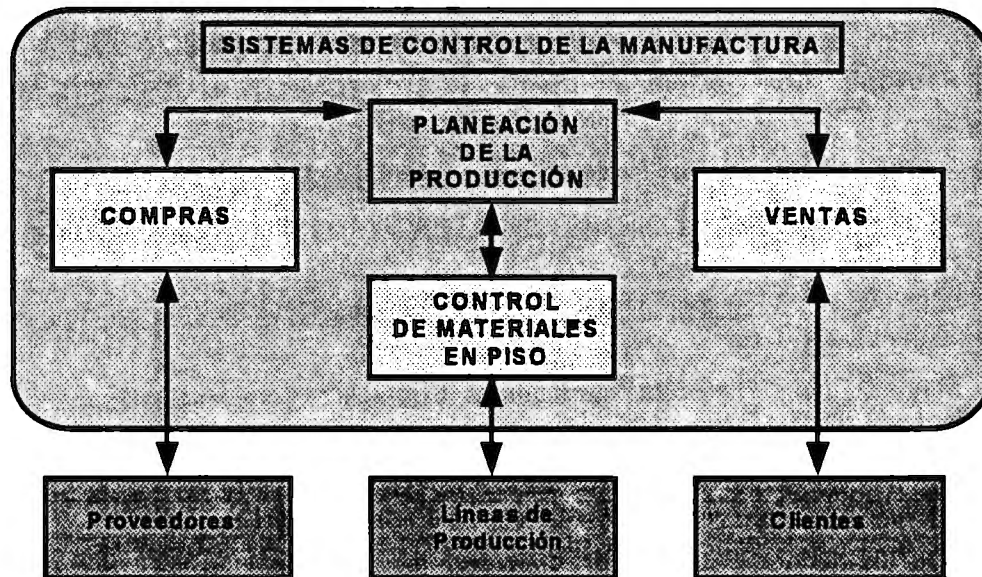 SISTEMAS DE CONTROL DE LA MANUFACTURA
PLANEACIÓN
DE LA
PRODUCCIÓN
COMPRAS
VENTAS
CONTROL
DE MATERIALES
EN PISO
Proveedores
Líneas de
Producción
Clientes